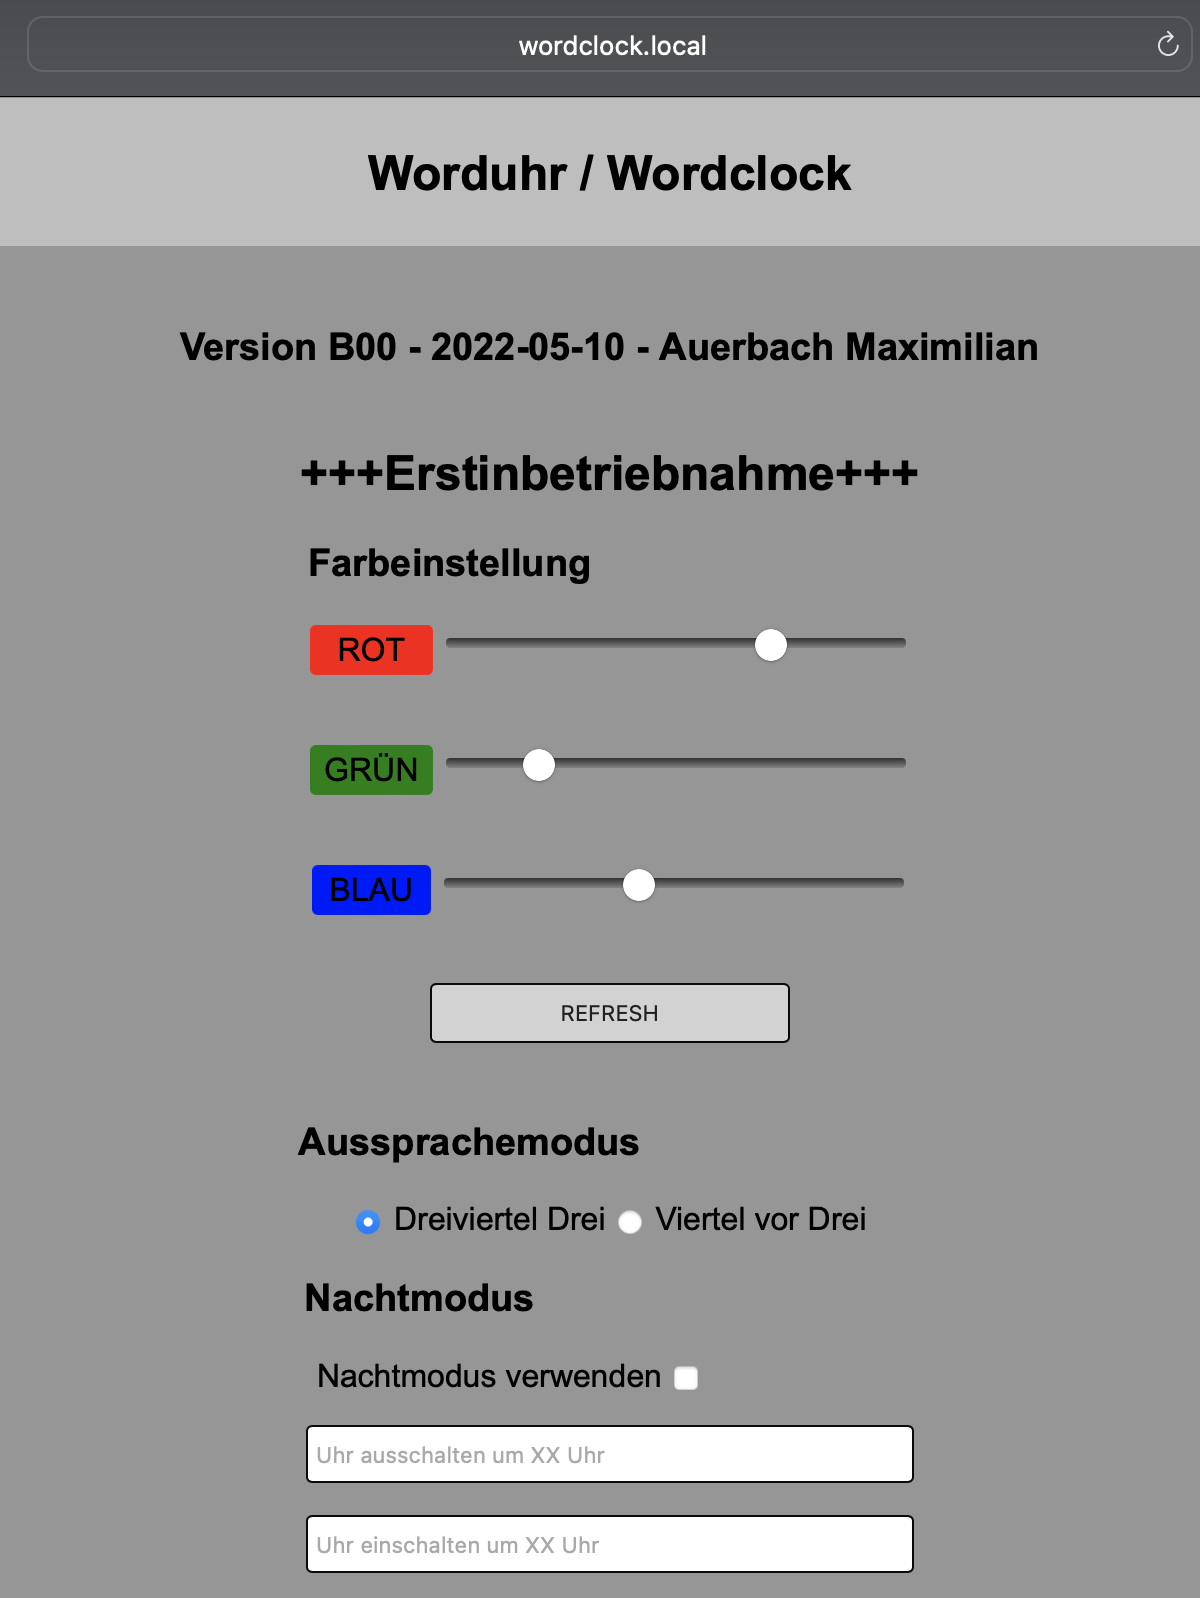 wordclock.local
Worduhr / Wordclock
Version B00 - 2022-05-10 - Auerbach Maximilian
+++Erstinbetriebnahme+++
Farbeinstellung
ROT
GRÜN
BLAU
REFRESH
Aussprachemodus
Dreiviertel Drei Viertel vor Drei
Nachtmodus
Nachtmodus verwenden
Uhr ausschalten um XX Uhr
Uhr einschalten um XX Uhr